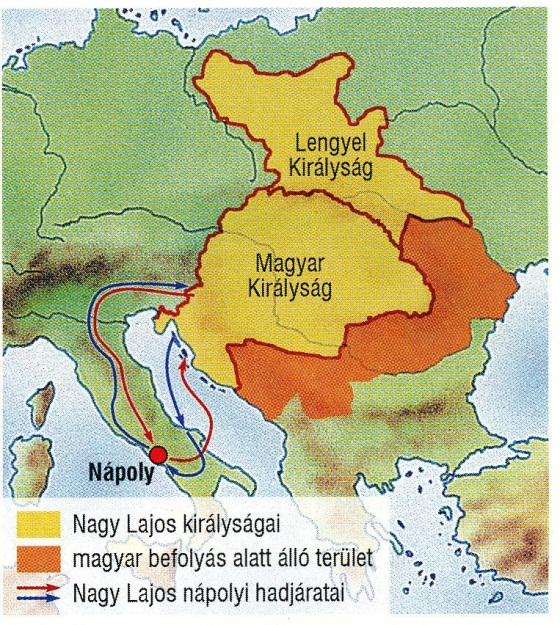 Lengyel
Királyság
Magyar
Királyság
Nápoly
Nagy Lajos királyságai
magyar befolyás alatt álló terület
Nagy Lajos nápolyi hadjáratai